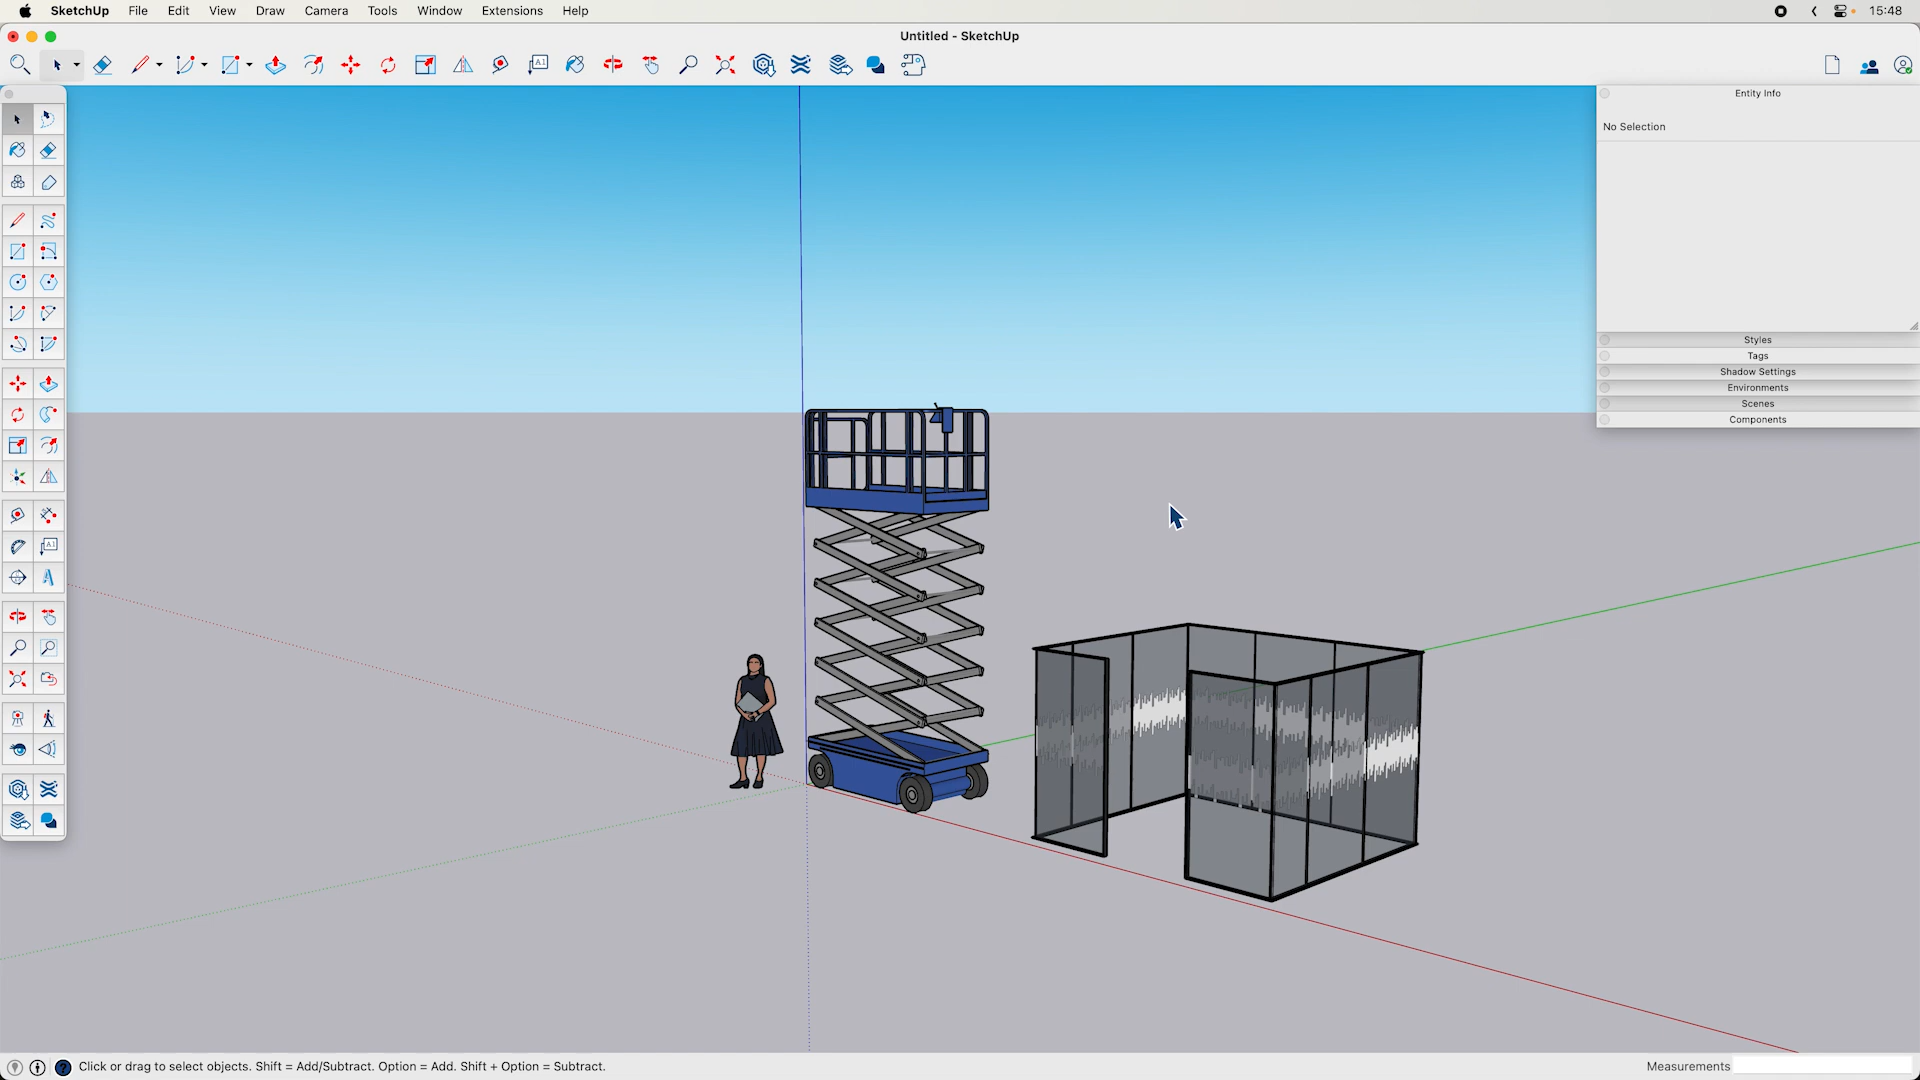 SketchUp File Edit View Draw Camera Tools Window Extensions Help 15:48
Untitled - SketchUp
A1
Entity Info
No Selection
Styles
Tags
Shadow Settings
Environments
Scenes
Components
A1
A
Click or drag to select objects. Shift = Add/Subtract. Option = Add. Shift + Option = Subtract. Measurements